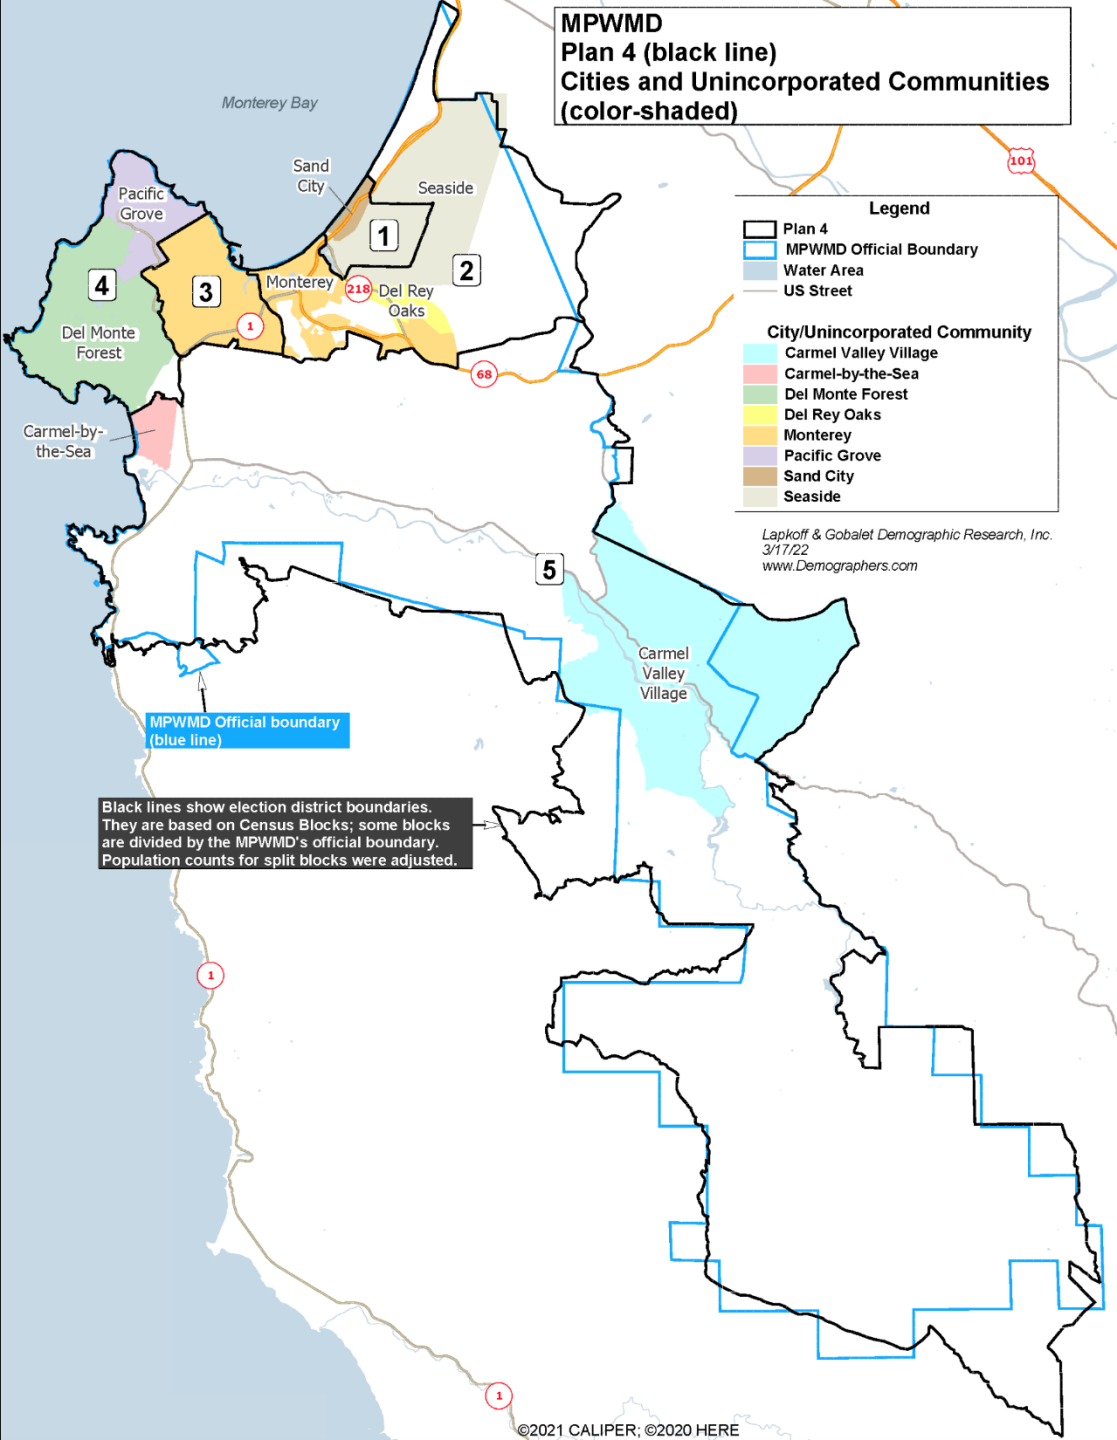 MPWMD
Plan 4 (black line)
Cities and Unincorporated Communities
(color-shaded)
Monterey Bay
101
Sand
City
Seaside
Pacific
Grove
1
2
4
3
Monterey
218
Del Rey
Oaks
1
Del Monte
Forest
68
Legend
Plan 4
MPWMD Official Boundary
Water Area
US Street
City/Unincorporated Community
Carmel Valley Village
Carmel-by-the-Sea
Del Monte Forest
Del Rey Oaks
Monterey
Pacific Grove
Sand City
Seaside
Carmel-by-
the-Sea
Lapkoff & Gobalet Demographic Research, Inc.
3/17/22
www.Demographers.com
5
Carmel
Valley
Village
MPWMD Official boundary
(blue line)
Black lines show election district boundaries.
They are based on Census Blocks; some blocks
are divided by the MPWMD's official boundary.
Population counts for split blocks were adjusted.
1
1
©2021 CALIPER; ©2020 HERE